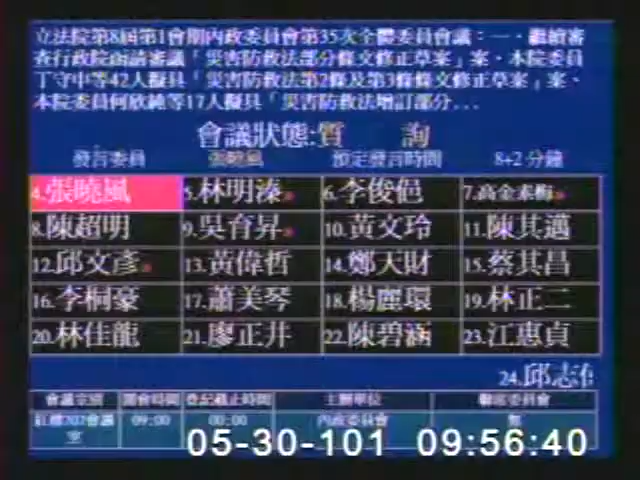 立法院第8屆第1會期內政委員會第35次全體委員會議：一、繼續審
查行政院函請審議「災害防救法部分條文修正草案」案、本院委員
丁守中等42人擬具「災害防救法第2條及第3條條文修正草案」案、
本院委員何欣純等17人擬具「災害防救法增訂部分...
會議狀態:質 詢
發言委員 張曉風 預定發言時間 8+2 分鐘
4.張曉風 5.林明溱 6.李俊俋 7.高金素梅
8.陳超明 9.吳育昇 10.黃文玲 11.陳其邁
12.邱文彥 13.黃偉哲 14.鄭天財 15.蔡其昌
16.李桐豪 17.蕭美琴 18.楊麗環 19.林正二
20.林佳龍 21.廖正井 22.陳碧涵 23.江惠貞
24.邱志偉
會議室別 開會時間 登記截止時間 主辦單位 聯席委員會
紅樓202會議室 09:00 00:00 內政委員會 無
05-30-101 09:56:40